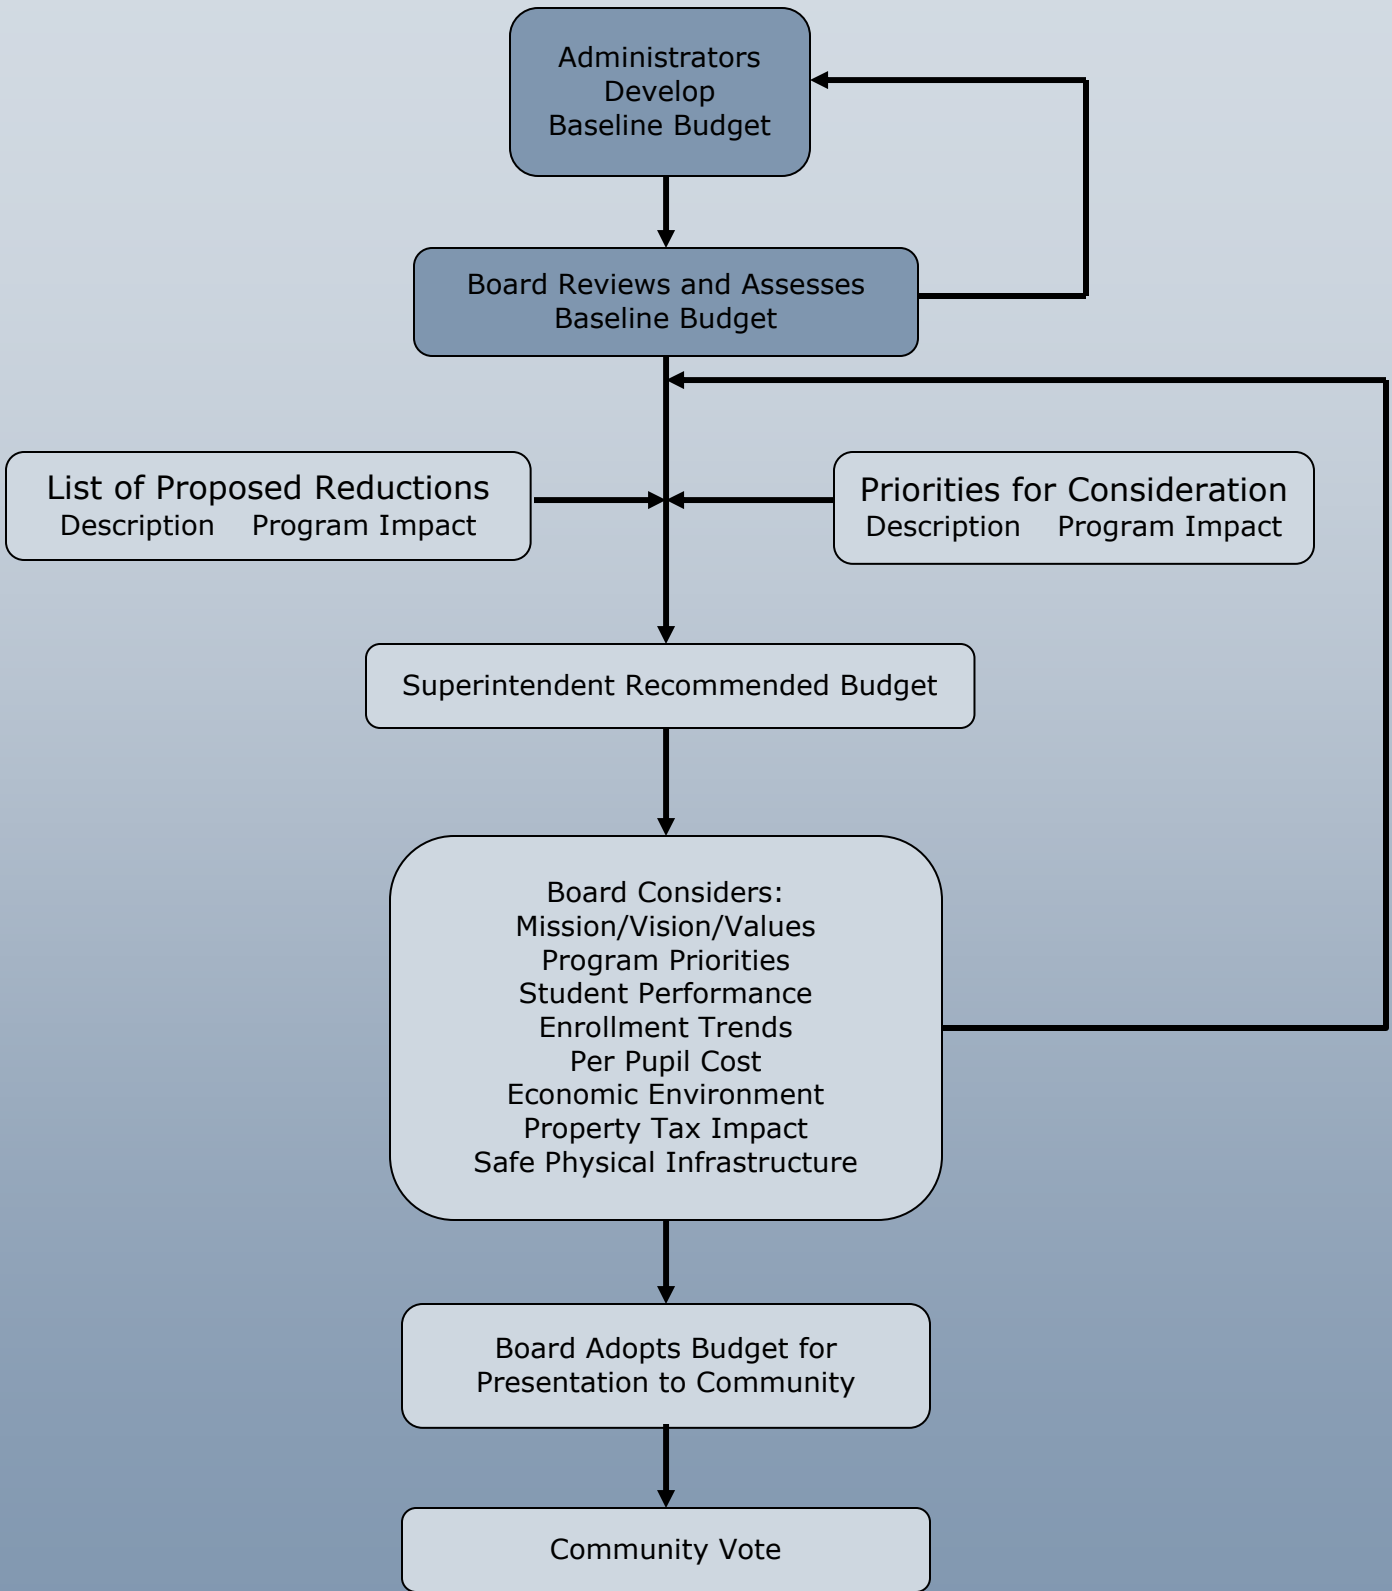 Administrators
Develop
Baseline Budget
Board Reviews and Assesses
Baseline Budget
List of Proposed Reductions
Description    Program Impact
Priorities for Consideration
Description    Program Impact
Superintendent Recommended Budget
Board Considers:
Mission/Vision/Values
Program Priorities
Student Performance
Enrollment Trends
Per Pupil Cost
Economic Environment
Property Tax Impact
Safe Physical Infrastructure
Board Adopts Budget for
Presentation to Community
Community Vote